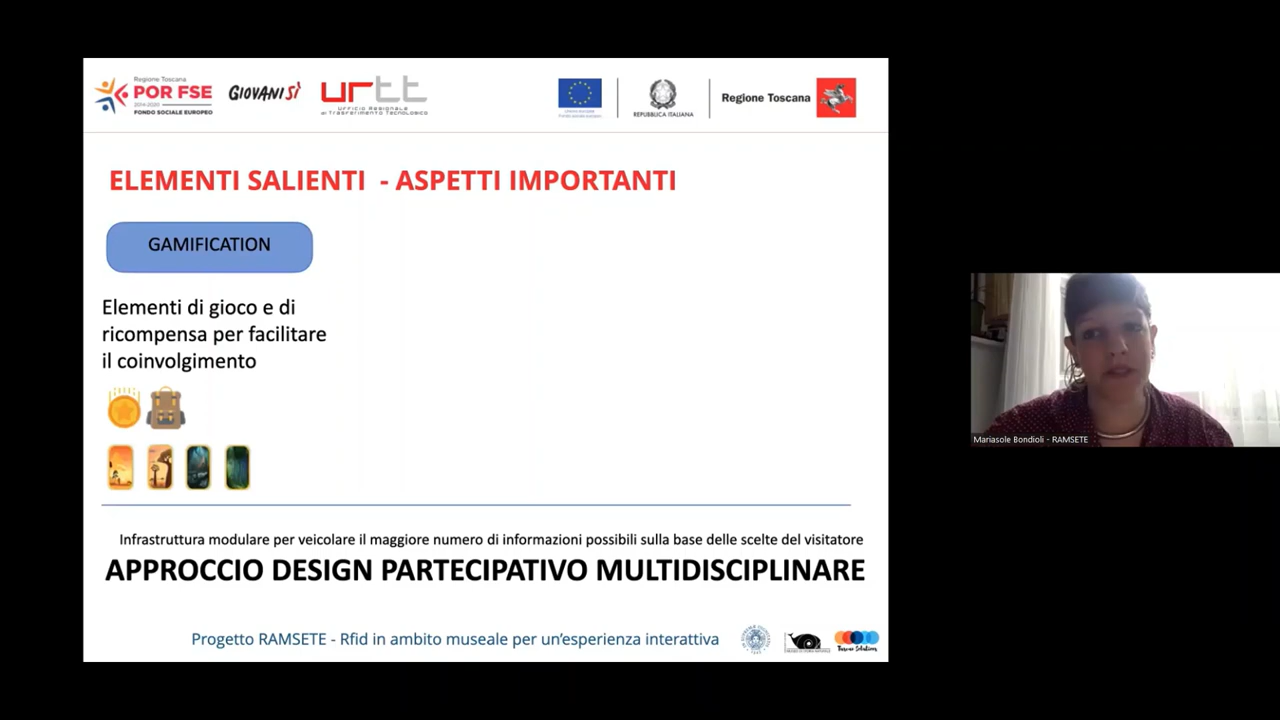 Regione Toscana
POR FSE
2014-2020
FONDO SOCIALE EUROPEO
GIOVANISÌ
urtt
Ufficio Regionale
di Trasferimento Tecnologico
REPUBBLICA ITALIANA
Regione Toscana
ELEMENTI SALIENTI - ASPETTI IMPORTANTI
GAMIFICATION
Elementi di gioco e di
ricompensa per facilitare
il coinvolgimento
Infrastruttura modulare per veicolare il maggiore numero di informazioni possibili sulla base delle scelte del visitatore
APPROCCIO DESIGN PARTECIPATIVO MULTIDISCIPLINARE
Progetto RAMSETE - Rfid in ambito museale per un'esperienza interattiva
Mariasole Bondioli - RAMSETE